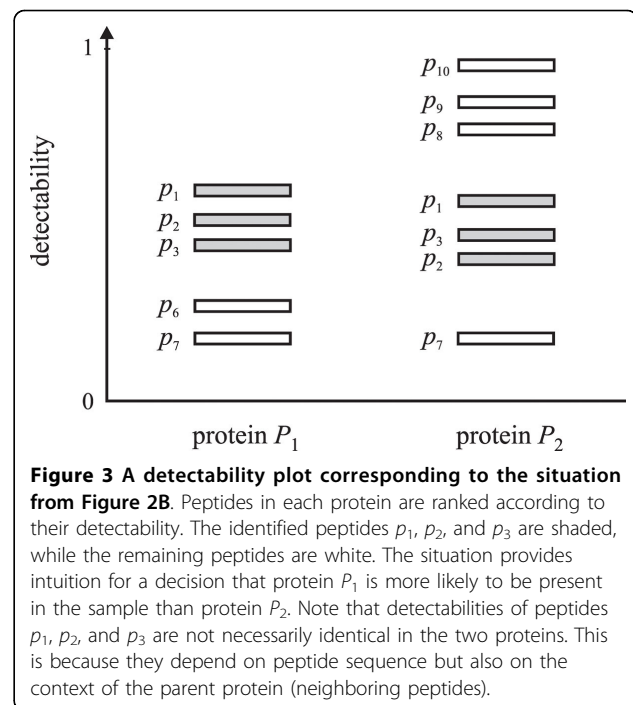 1
detectability
0
p10
p9
p8
p1
p1
p2
p3
p3
p2
p6
p7
p7
protein P1
protein P2
Figure 3 A detectability plot corresponding to the situation
from Figure 2B. Peptides in each protein are ranked according to
their detectability. The identified peptides p1, p2, and p3 are shaded,
while the remaining peptides are white. The situation provides
intuition for a decision that protein P1 is more likely to be present
in the sample than protein P2. Note that detectabilities of peptides
p1, p2, and p3 are not necessarily identical in the two proteins. This
is because they depend on peptide sequence but also on the
context of the parent protein (neighboring peptides).